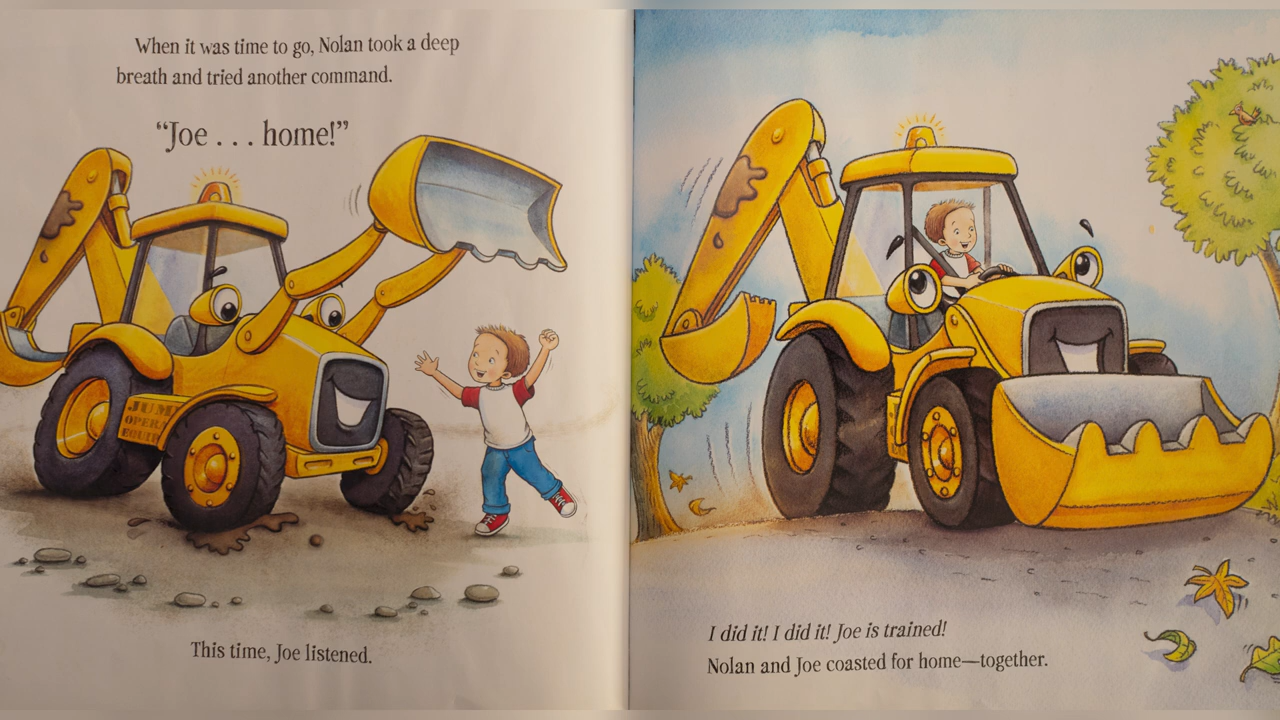 When it was time to go, Nolan took a deep
breath and tried another command.
“Joe . . . home!”
This time, Joe listened.
I did it! I did it! Joe is trained!
Nolan and Joe coasted for home—together.